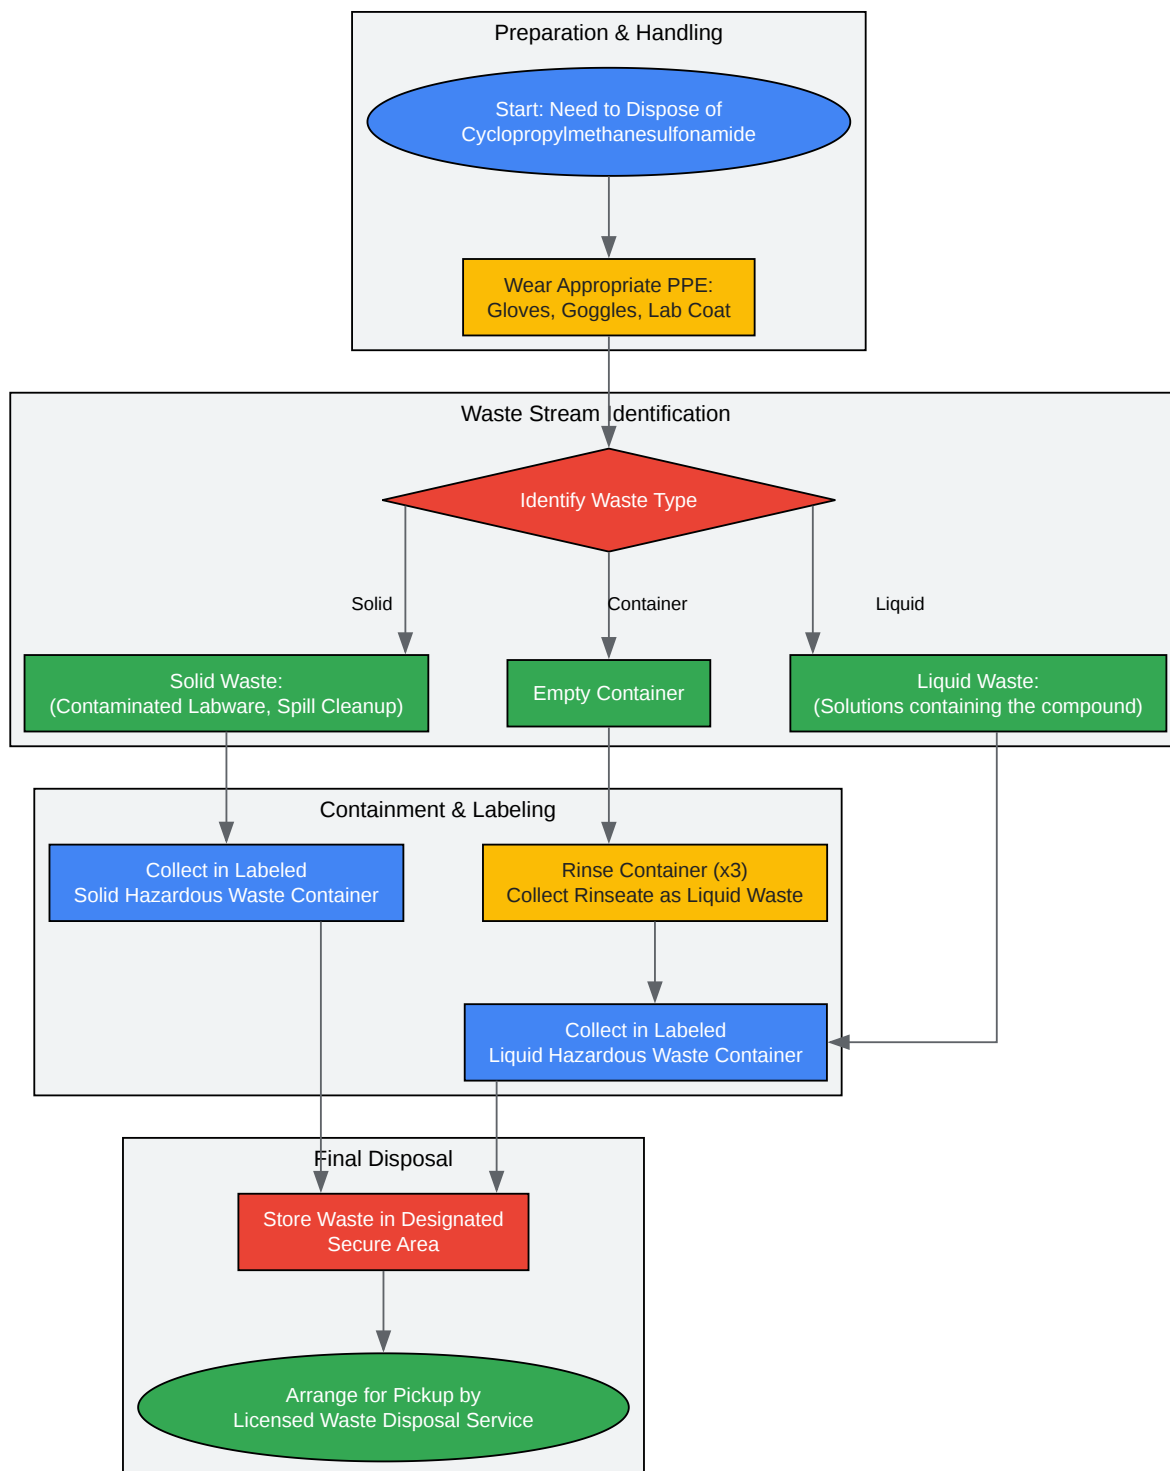 Preparation & Handling
Start: Need to Dispose of
Cyclopropylmethanesulfonamide
Wear Appropriate PPE:
Gloves, Goggles, Lab Coat
Waste Stream Identification
Identify Waste Type
Solid
Container
Liquid
Solid Waste:
(Contaminated Labware, Spill Cleanup)
Empty Container
Liquid Waste:
(Solutions containing the compound)
Containment & Labeling
Collect in Labeled
Solid Hazardous Waste Container
Rinse Container (x3)
Collect Rinseate as Liquid Waste
Collect in Labeled
Liquid Hazardous Waste Container
Final Disposal
Store Waste in Designated
Secure Area
Arrange for Pickup by
Licensed Waste Disposal Service